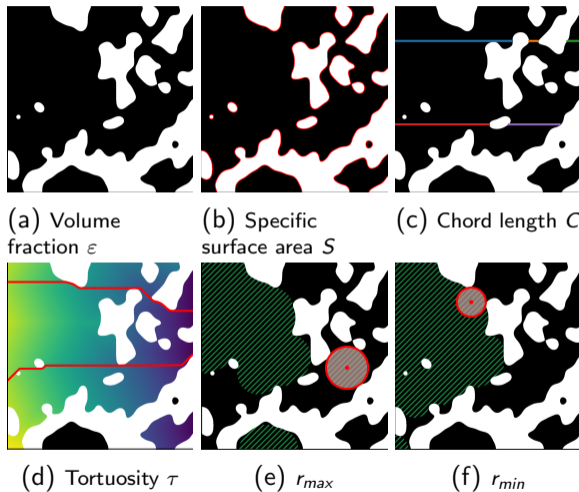 (a) Volume
fraction ε
(b) Specific
surface area S
(c) Chord length C
(d) Tortuosity τ
(e) r_max
(f) r_min